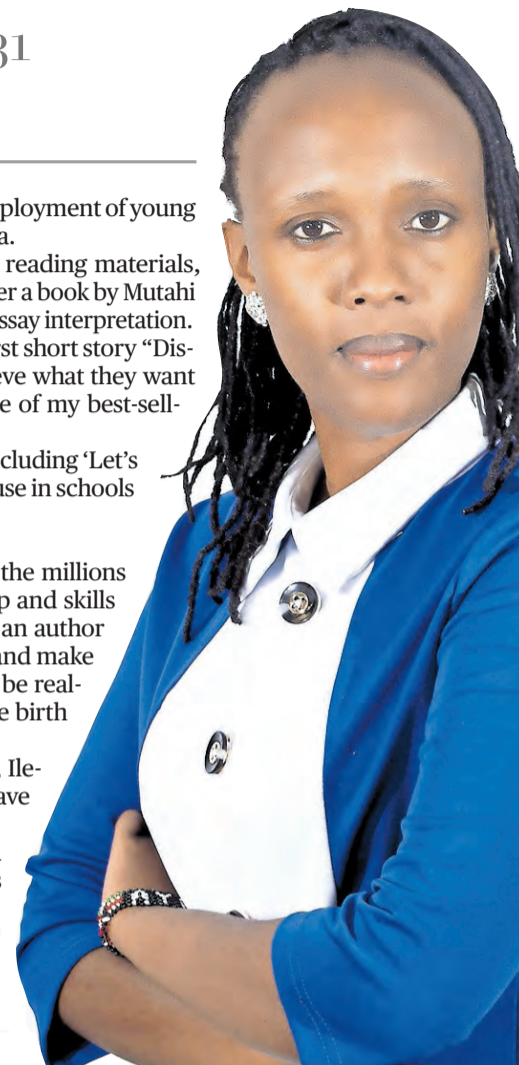 31
ployment of young
a.
reading materials,
er a book by Mutahi
ssay interpretation.
rst short story “Dis-
eve what they want
e of my best-sell-
cluding ‘Let’s
use in schools
the millions
p and skills
an author
and make
be real-
e birth
, Ile-
ave
s